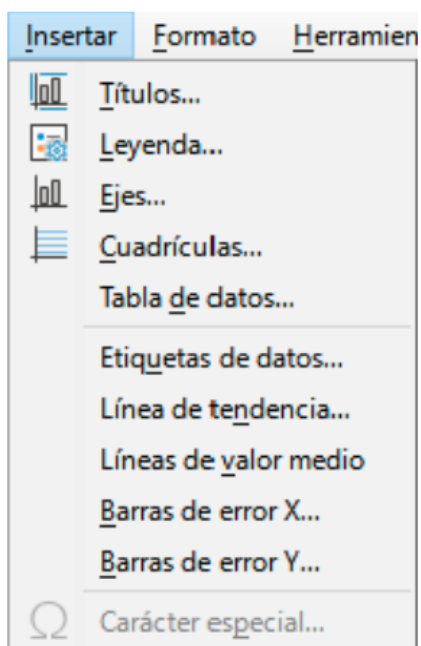 Insertar Formato Herramien
Títulos...
Leyenda...
Ejes...
Cuadrículas...
Tabla de datos...
Etiquetas de datos...
Línea de tendencia...
Líneas de valor medio
Barras de error X...
Barras de error Y...
Ω Carácter especial...